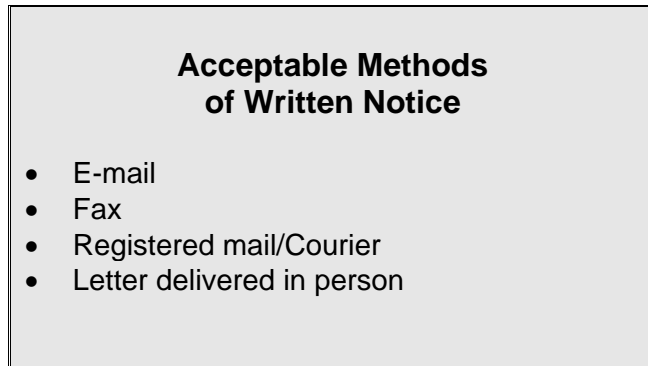 Acceptable Methods
of Written Notice
• E-mail
• Fax
• Registered mail/Courier
• Letter delivered in person